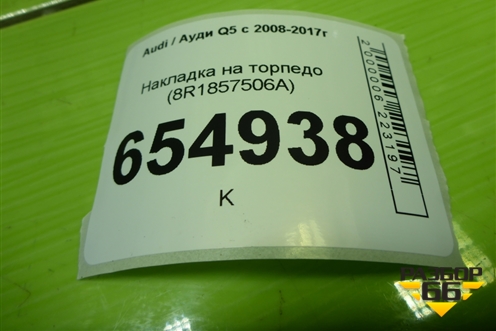 Audi / Ауди Q5 с 2008-2017г
Накладка на торпедо
(8R1857506A)
654938
K
2000006223197
РАЗБОР
66